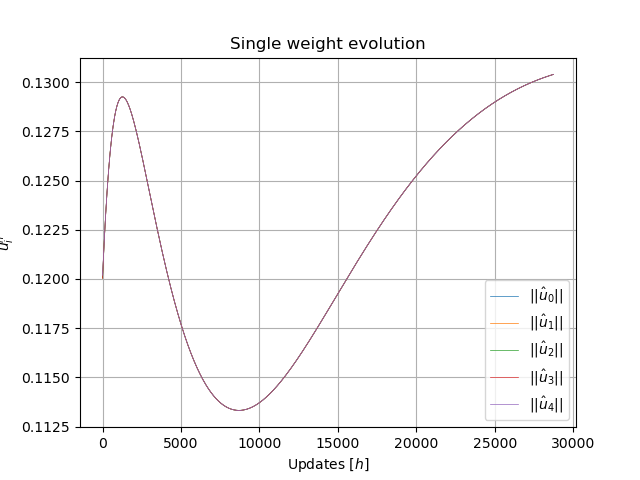 Single weight evolution
0.1300
0.1275
0.1250
0.1225
0.1200
0.1175
0.1150
0.1125
||û₀||
||û₁||
||û₂||
||û₃||
||û₄||
0
5000
10000
15000
20000
25000
30000
Updates [h]